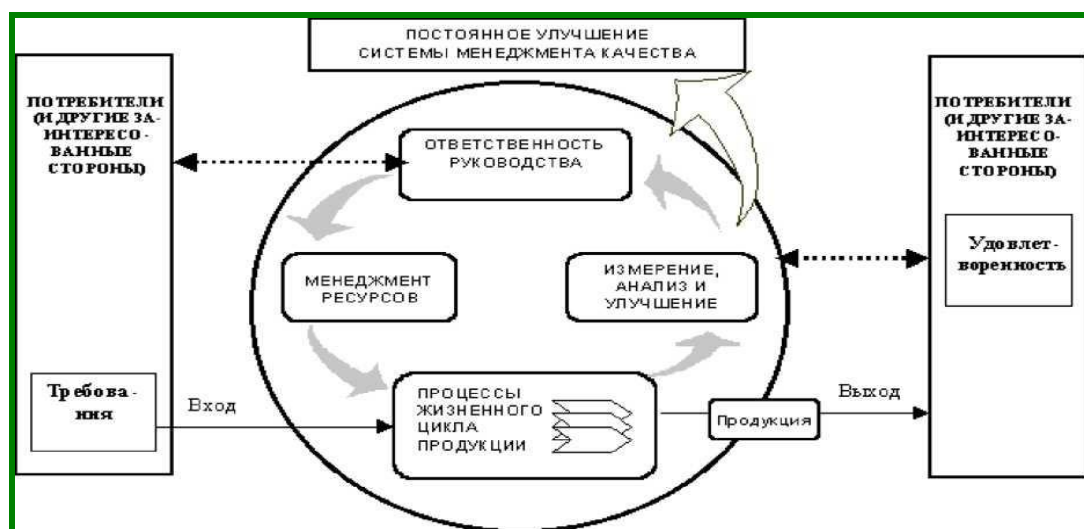 ПОСТОЯННОЕ УЛУЧШЕНИЕ
СИСТЕМЫ МЕНЕДЖМЕНТА КАЧЕСТВА
ПОТРЕБИТЕЛИ
(И ДРУГИЕ ЗА-
ИНТЕРЕСО-
ВАННЫЕ
СТОРОНЫ)
Требова-
ния
Вход
ОТВЕТСТВЕННОСТЬ
РУКОВОДСТВА
МЕНЕДЖМЕНТ
РЕСУРСОВ
ИЗМЕРЕНИЕ,
АНАЛИЗ И
УЛУЧШЕНИЕ
ПРОЦЕССЫ
ЖИЗНЕННОГО
ЦИКЛА
ПРОДУКЦИИ
Продукция
Выход
ПОТРЕБИТЕЛИ
(И ДРУГИЕ ЗА-
ИНТЕРЕСО-
ВАННЫЕ
СТОРОНЫ)
Удовлет-
воренность